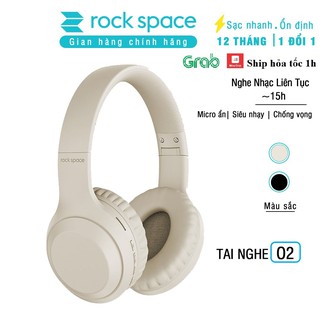 rock space
Gian hàng chính hãng
Sạc nhanh.Ổn định
12 THÁNG | 1 ĐỔI 1
Grab
Ship hỏa tốc 1h
Nghe Nhạc Liên Tục
~15h
Micro ẩn| Siêu nhạy | Chống vọng
rock space
Màu sắc
TAI NGHE 02